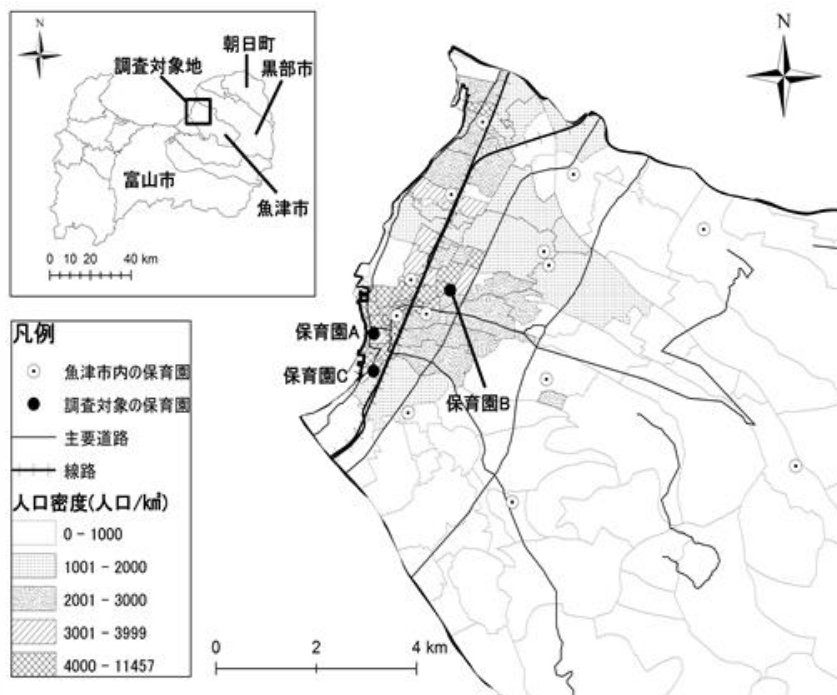 N
朝日町
調査対象地
黒部市
富山市
魚津市
0 10 20 40 km
N
保育園A
保育園C
保育園B
凡例
魚津市内の保育園
調査対象の保育園
主要道路
線路
人口密度(人口/㎢)
0 - 1000
1001 - 2000
2001 - 3000
3001 - 3999
4000 - 11457
0 2 4 km